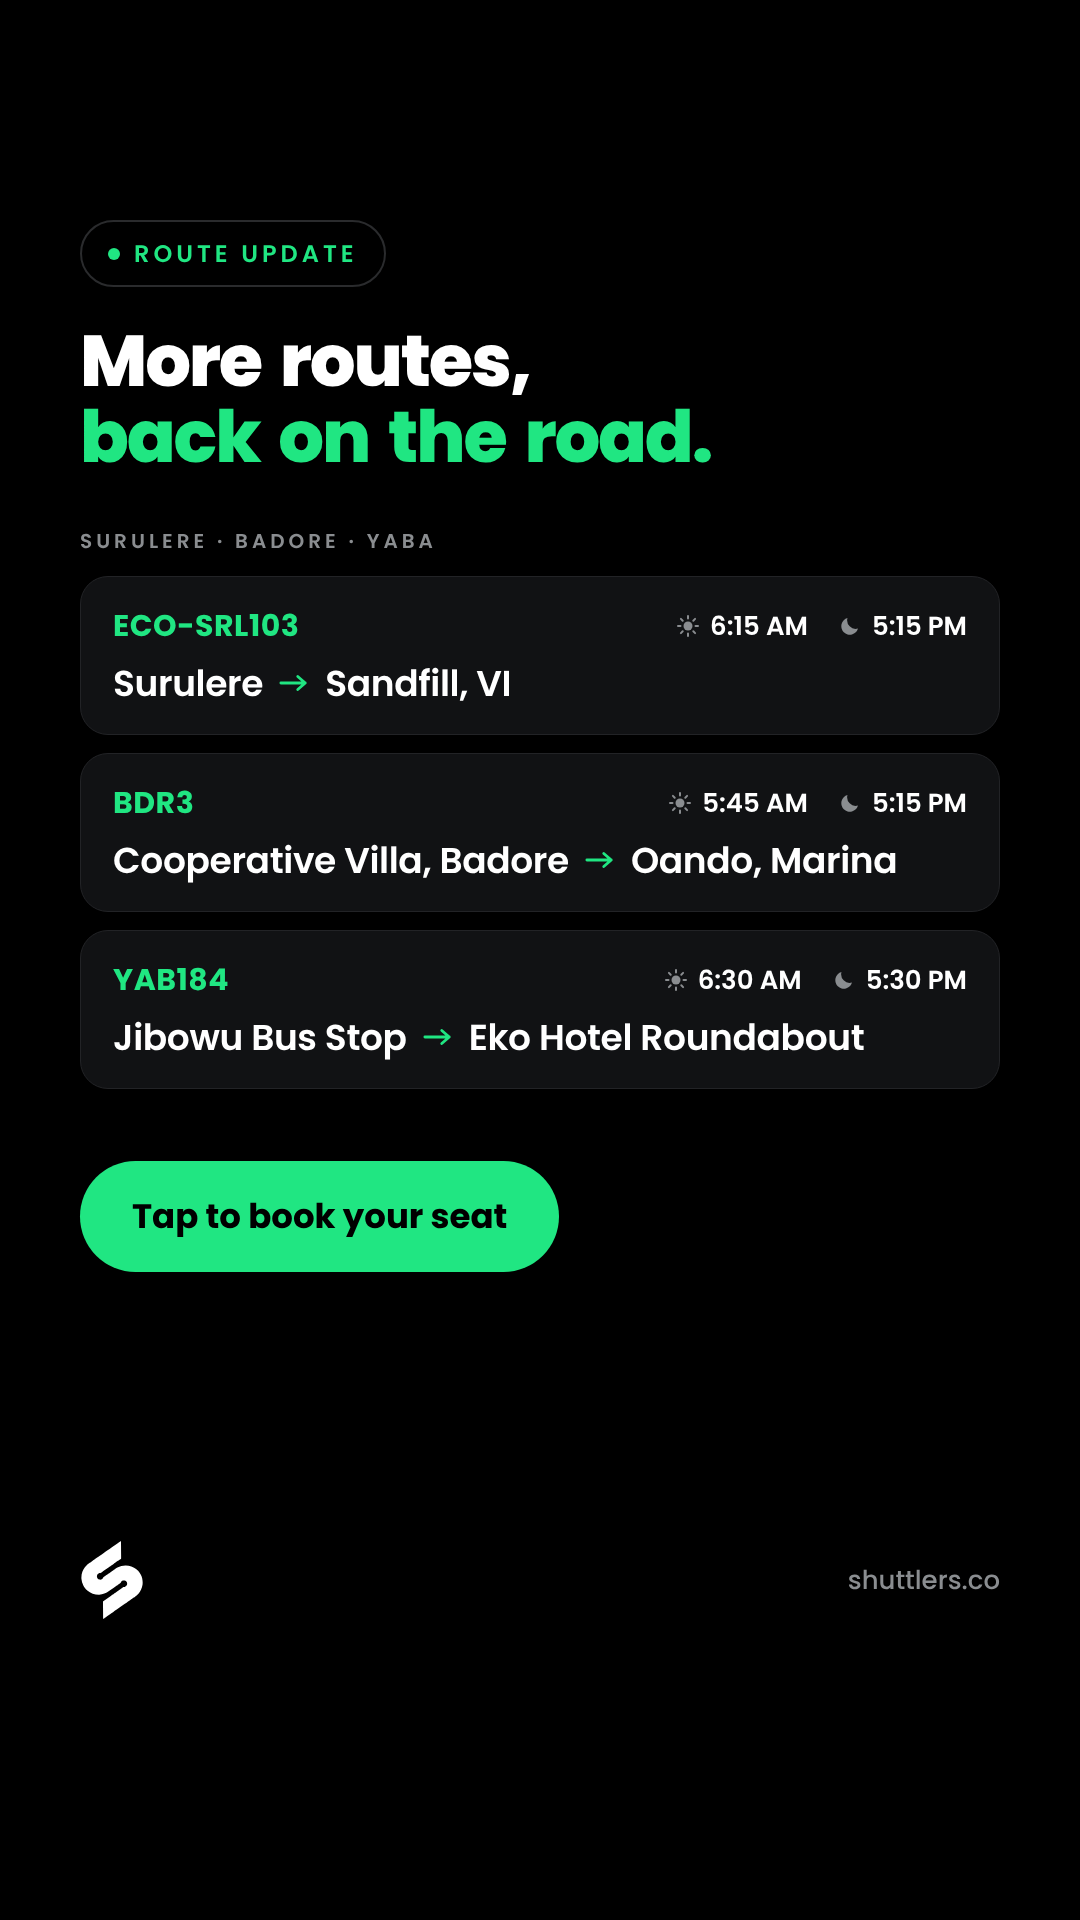 ROUTE UPDATE
More routes,
back on the road.
SURULERE · BADORE · YABA
ECO-SRL103 6:15 AM 5:15 PM
Surulere → Sandfill, VI
BDR3 5:45 AM 5:15 PM
Cooperative Villa, Badore → Oando, Marina
YAB184 6:30 AM 5:30 PM
Jibowu Bus Stop → Eko Hotel Roundabout
Tap to book your seat
shuttlers.co